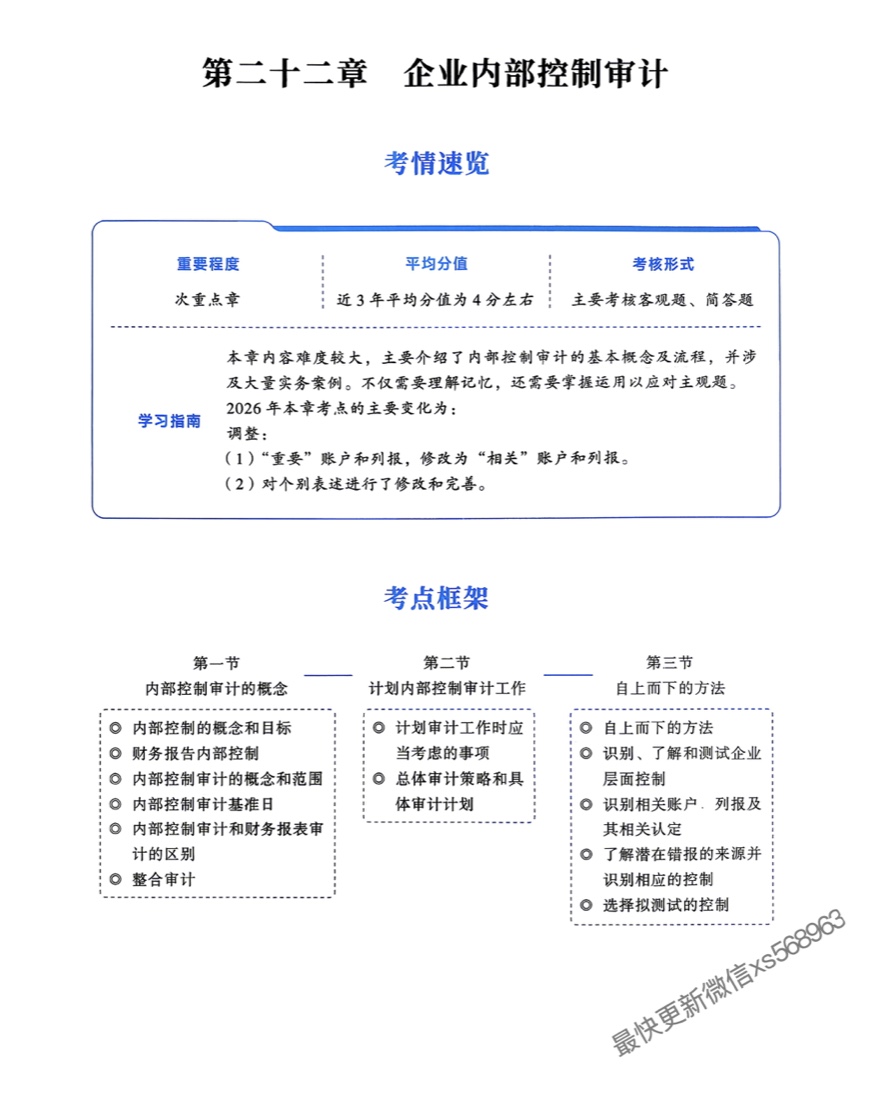 第二十二章 企业内部控制审计
考情速览
重要程度
平均分值
考核形式
次重点章
近3年平均分值为4分左右
主要考核客观题、简答题
学习指南
本章内容难度较大，主要介绍了内部控制审计的基本概念及流程，并涉
及大量实务案例。不仅需要理解记忆，还需要掌握运用以应对主观题。
2026年本章考点的主要变化为：
调整：
（1）“重要”账户和列报，修改为“相关”账户和列报。
（2）对个别表述进行了修改和完善。
考点框架
第一节
内部控制审计的概念
◎ 内部控制的概念和目标
◎ 财务报告内部控制
◎ 内部控制审计的概念和范围
◎ 内部控制审计基准日
◎ 内部控制审计和财务报表审
计的区别
◎ 整合审计
第二节
计划内部控制审计工作
◎ 计划审计工作时应
当考虑的事项
◎ 总体审计策略和具
体审计计划
第三节
自上而下的方法
◎ 自上而下的方法
◎ 识别、了解和测试企业
层面控制
◎ 识别相关账户、列报及
其相关认定
◎ 了解潜在错报的来源并
识别相应的控制
◎ 选择拟测试的控制
最快更新微信xs568963